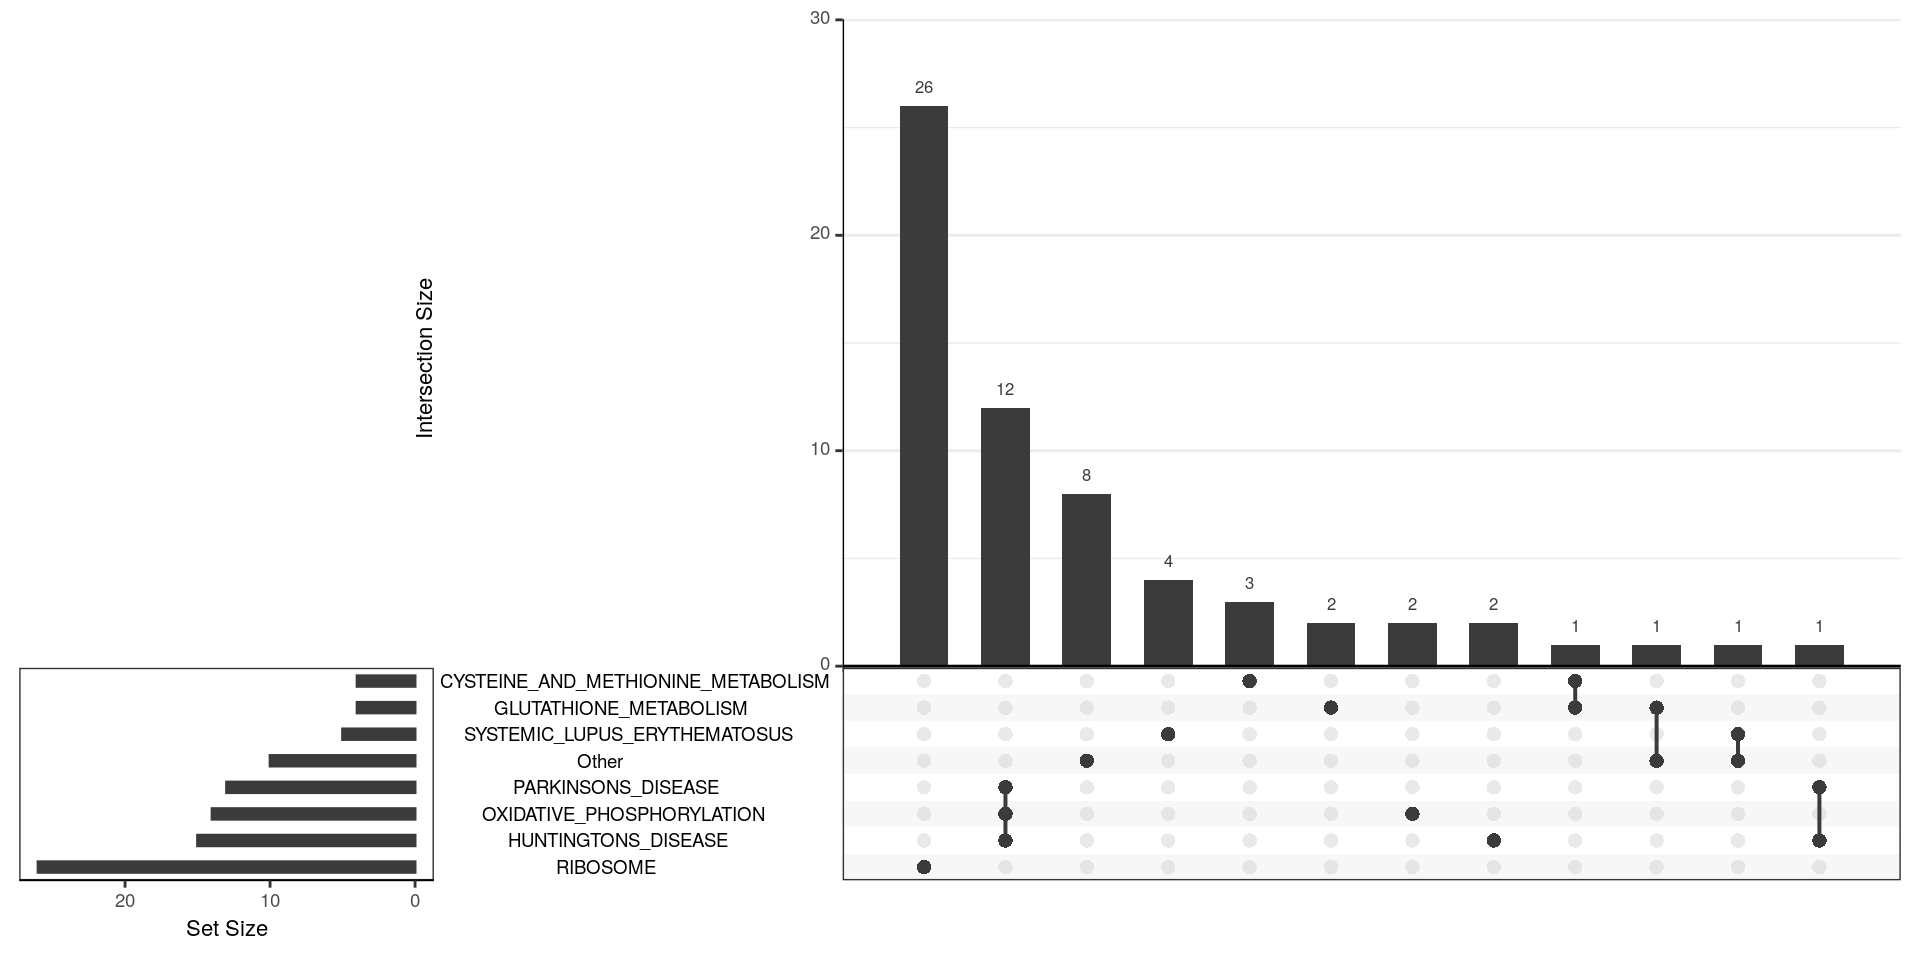 30
20
10
0
Intersection Size
26
12
8
4
3
2
2
2
1
1
1
1
CYSTEINE_AND_METHIONINE_METABOLISM
GLUTATHIONE_METABOLISM
SYSTEMIC_LUPUS_ERYTHEMATOSUS
Other
PARKINSONS_DISEASE
OXIDATIVE_PHOSPHORYLATION
HUNTINGTONS_DISEASE
RIBOSOME
20 10 0
Set Size